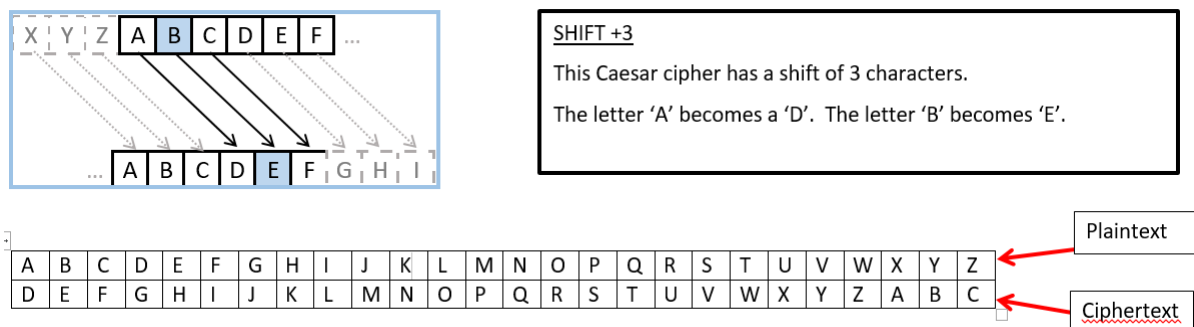 X Y Z A B C D E F ...
... A B C D E F G H I
SHIFT +3
This Caesar cipher has a shift of 3 characters.
The letter ‘A’ becomes a ‘D’. The letter ‘B’ becomes ‘E’.
Plaintext
A B C D E F G H I J K L M N O P Q R S T U V W X Y Z
D E F G H I J K L M N O P Q R S T U V W X Y Z A B C
Ciphertext